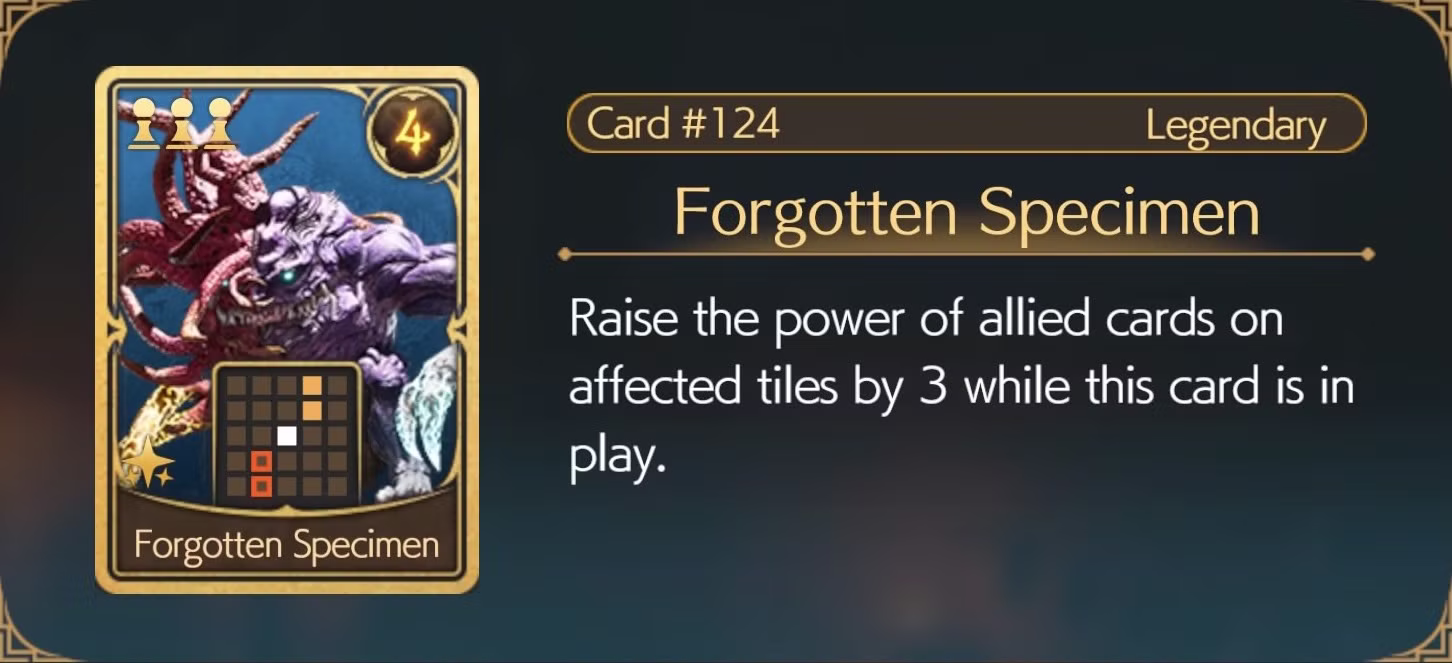 4
Forgotten Specimen
Card #124 Legendary
Forgotten Specimen
Raise the power of allied cards on
affected tiles by 3 while this card is in
play.